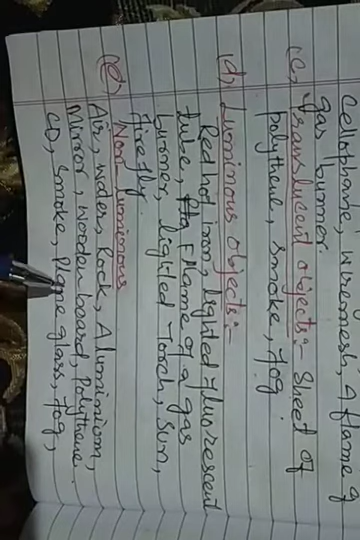 Cellophane, Wiremesh, A flame of
gas burner
(c) Translucent objects:- Sheet of
polythene, smoke, fog
(d) Luminous objects:-
Red hot iron, lighted fluorescent
tube, Flame of a gas
burner, lighted Torch, Sun,
firefly.
(e) Non-luminous
Air, water, Rock, Aluminium,
Mirror, Wooden board, Polythene
CD, Smoke, Plane glass, fog,